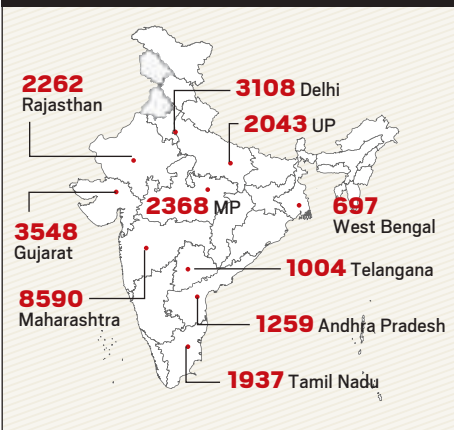 2262
Rajasthan
3108 Delhi
2043 UP
2368 MP
697
West Bengal
3548
Gujarat
1004 Telangana
8590
Maharashtra
1259 Andhra Pradesh
1937 Tamil Nadu